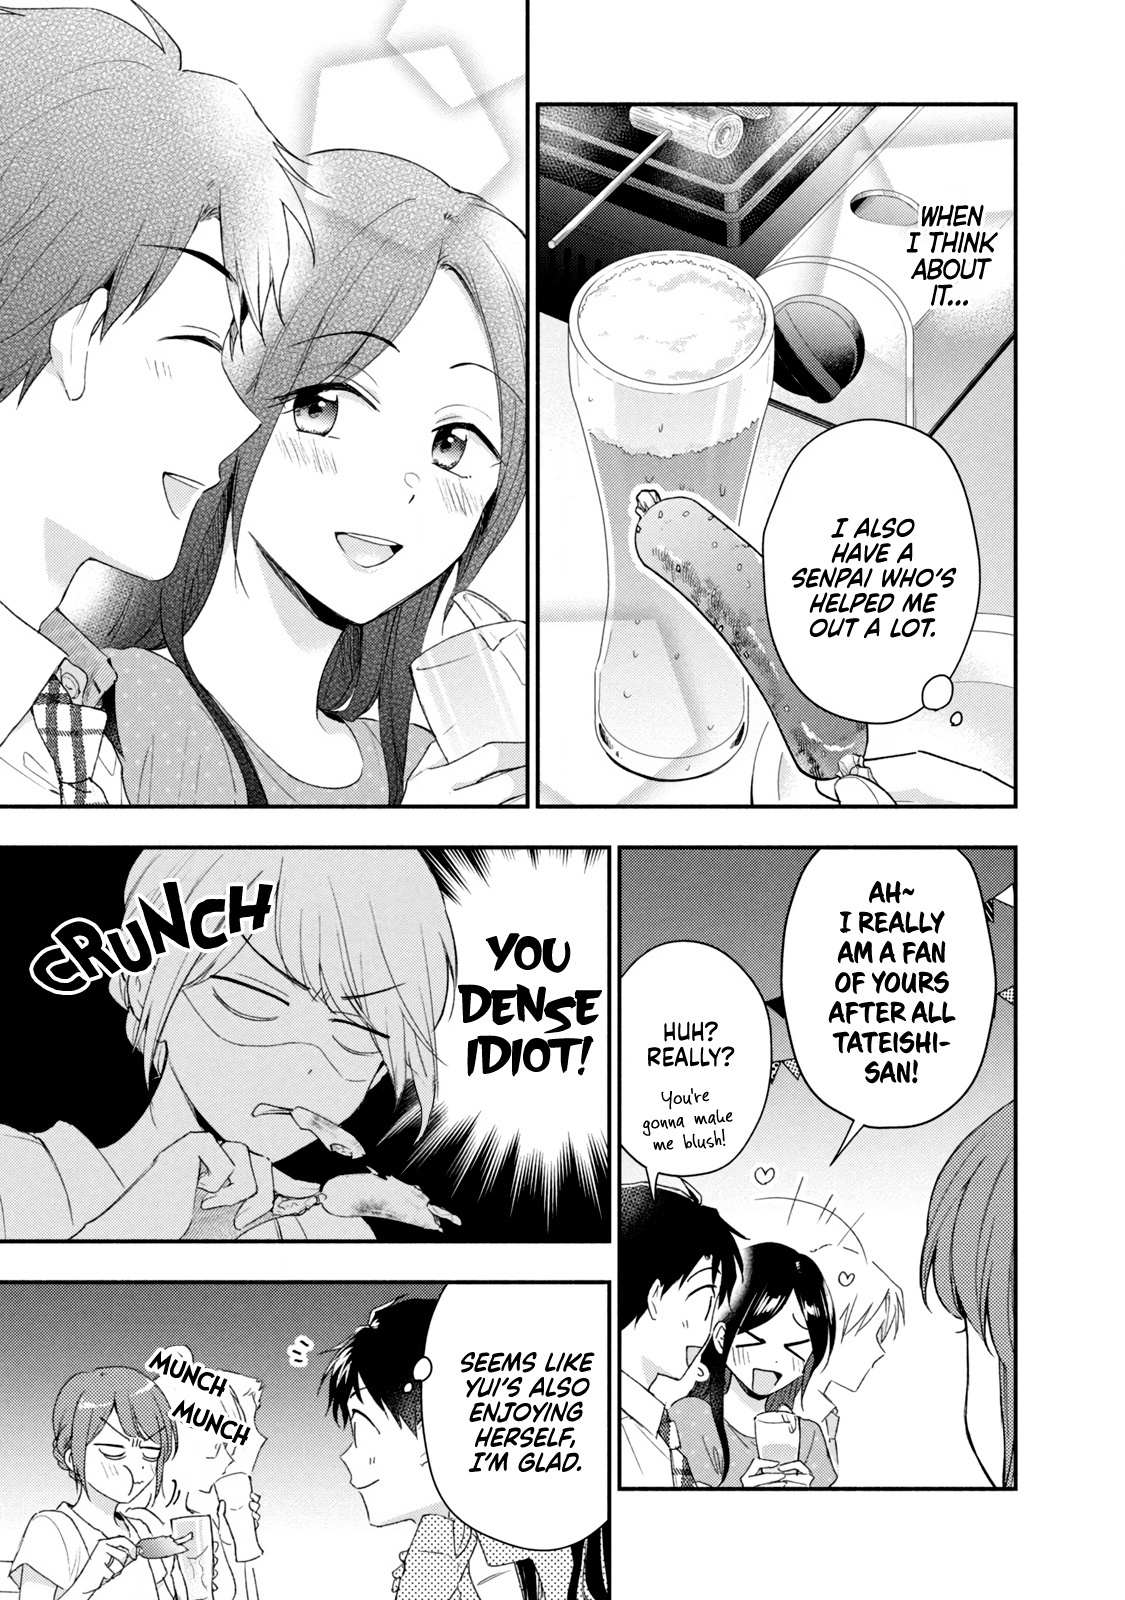 WHEN
I THINK
ABOUT
IT...
I ALSO
HAVE A
SENPAI WHO'S
HELPED ME
OUT A LOT.
AH~
I REALLY
AM A FAN
OF YOURS
AFTER ALL
TATEISHI-
SAN!
HUH?
REALLY?
You're
gonna make
me blush!
CRUNCH
YOU
DENSE
IDIOT!
SEEMS LIKE
YUI'S ALSO
ENJOYING
HERSELF,
I'M GLAD.
MUNCH
MUNCH